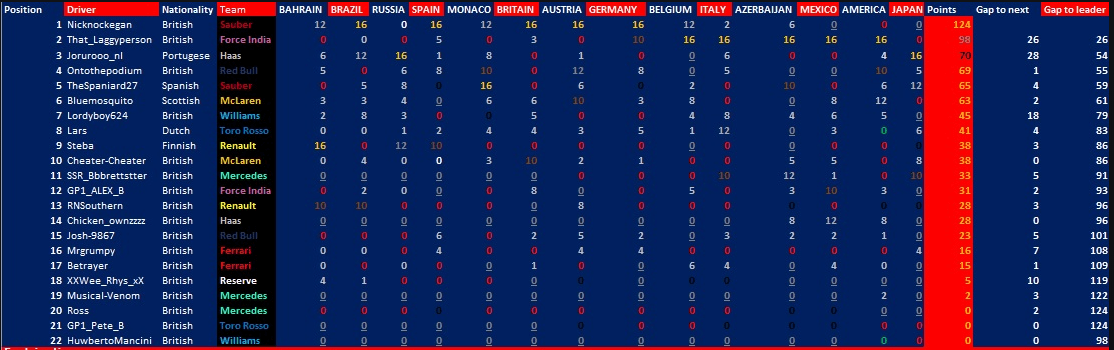 Position Driver Nationality Team BAHRAIN BRAZIL RUSSIA SPAIN MONACO BRITAIN AUSTRIA GERMANY BELGIUM ITALY AZERBAIJAN MEXICO AMERICA JAPAN Points Gap to next Gap to leader
1 Nicknockegan British Sauber 12 16 0 16 12 16 16 16 12 2 6 0 0 0 124
2 That_Laggyperson British Force India 0 0 0 5 0 3 0 10 16 16 16 16 16 0 98 26 26
3 Jorurooo_nl Portugese Haas 6 12 16 1 8 0 1 0 0 6 0 0 4 16 70 28 54
4 Ontothepodium British Red Bull 5 0 6 8 10 0 12 8 0 5 0 0 10 5 69 1 55
5 TheSpaniard27 Spanish Sauber 0 5 8 0 16 0 6 0 2 0 10 0 6 12 65 4 59
6 Bluemosquito Scottish McLaren 3 3 4 0 6 6 10 3 8 0 0 8 12 0 63 2 61
7 Lordyboy624 British Williams 2 8 3 0 0 5 0 0 4 8 4 6 5 0 45 18 79
8 Lars Dutch Toro Rosso 0 0 1 2 4 4 3 5 1 12 0 3 0 6 41 4 83
9 Steba Finnish Renault 16 0 12 10 0 0 0 0 0 0 0 0 0 0 38 3 86
10 Cheater-Cheater British McLaren 0 4 0 0 3 10 2 1 0 0 5 5 0 8 38 0 86
11 SSR_Bbbrettstter British Mercedes 0 0 0 0 0 0 0 0 0 10 12 1 0 10 33 5 91
12 GP1_ALEX_B British Force India 0 2 0 0 0 8 0 0 5 0 3 10 3 0 31 2 93
13 RNSouthern British Renault 10 10 0 0 0 0 8 0 0 0 0 0 0 0 28 3 96
14 Chicken_ownzzzz British Haas 0 0 0 0 0 0 0 0 0 0 8 12 8 0 28 0 96
15 Josh-9867 British Red Bull 0 0 0 6 0 2 5 2 0 3 2 2 1 0 23 5 101
16 Mrgrumpy British Ferrari 0 0 4 0 0 0 4 4 0 0 0 0 0 4 16 7 108
17 Betrayer British Ferrari 0 0 0 0 0 1 0 0 6 4 0 4 0 0 15 1 109
18 XXWee_Rhys_xX British Reserve 4 1 0 0 0 0 0 0 0 0 0 0 0 0 5 10 119
19 Musical-Venom British Mercedes 0 0 0 0 0 0 0 0 0 0 0 0 2 0 2 3 122
20 Ross British Mercedes 0 0 0 0 0 0 0 0 0 0 0 0 0 0 0 2 124
21 GP1_Pete_B British Toro Rosso 0 0 0 0 0 0 0 0 0 0 0 0 0 0 0 0 124
22 HuwbertoMancini British Williams 0 0 0 0 0 0 0 0 0 0 0 0 0 0 0 0 98